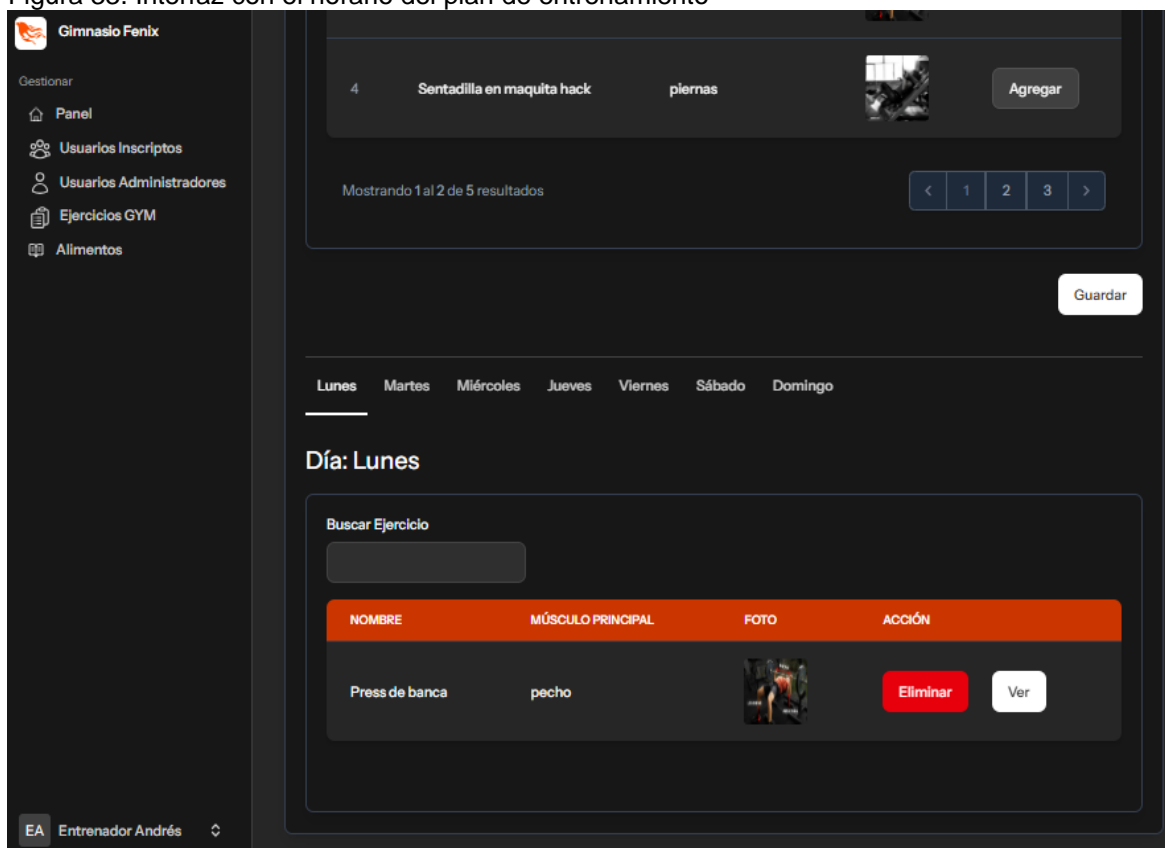 Gimnasio Fenix
Gestionar
Panel
Usuarios Inscriptos
Usuarios Administradores
Ejercicios GYM
Alimentos
4 Sentadilla en maquita hack piernas Agregar
Mostrando 1 al 2 de 5 resultados < 1 2 3 >
Guardar
Lunes Martes Miércoles Jueves Viernes Sábado Domingo
Día: Lunes
Buscar Ejercicio
NOMBRE MÚSCULO PRINCIPAL FOTO ACCIÓN
Press de banca pecho Eliminar Ver
EA Entrenador Andrés